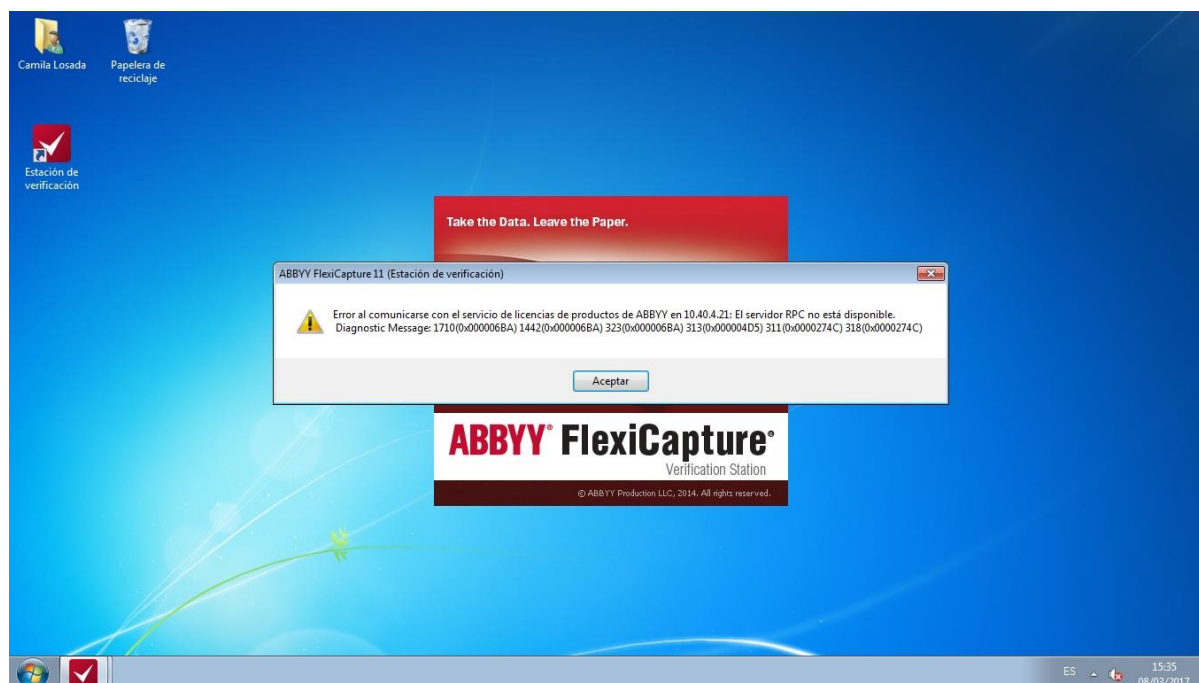 Camila Losada
Papelera de
reciclaje
Estación de
verificación
Take the Data. Leave the Paper.
ABBYY FlexiCapture 11 (Estación de verificación)
Error al comunicarse con el servicio de licencias de productos de ABBYY en 10.40.4.21: El servidor RPC no está disponible.
Diagnostic Message: 1710(0x000006BA) 1442(0x000006BA) 323(0x000006BA) 313(0x000004D5) 311(0x0000274C) 318(0x0000274C)
Aceptar
ABBYY® FlexiCapture®
Verification Station
© ABBYY Production LLC, 2014. All rights reserved.
ES
15:35
08/03/2017